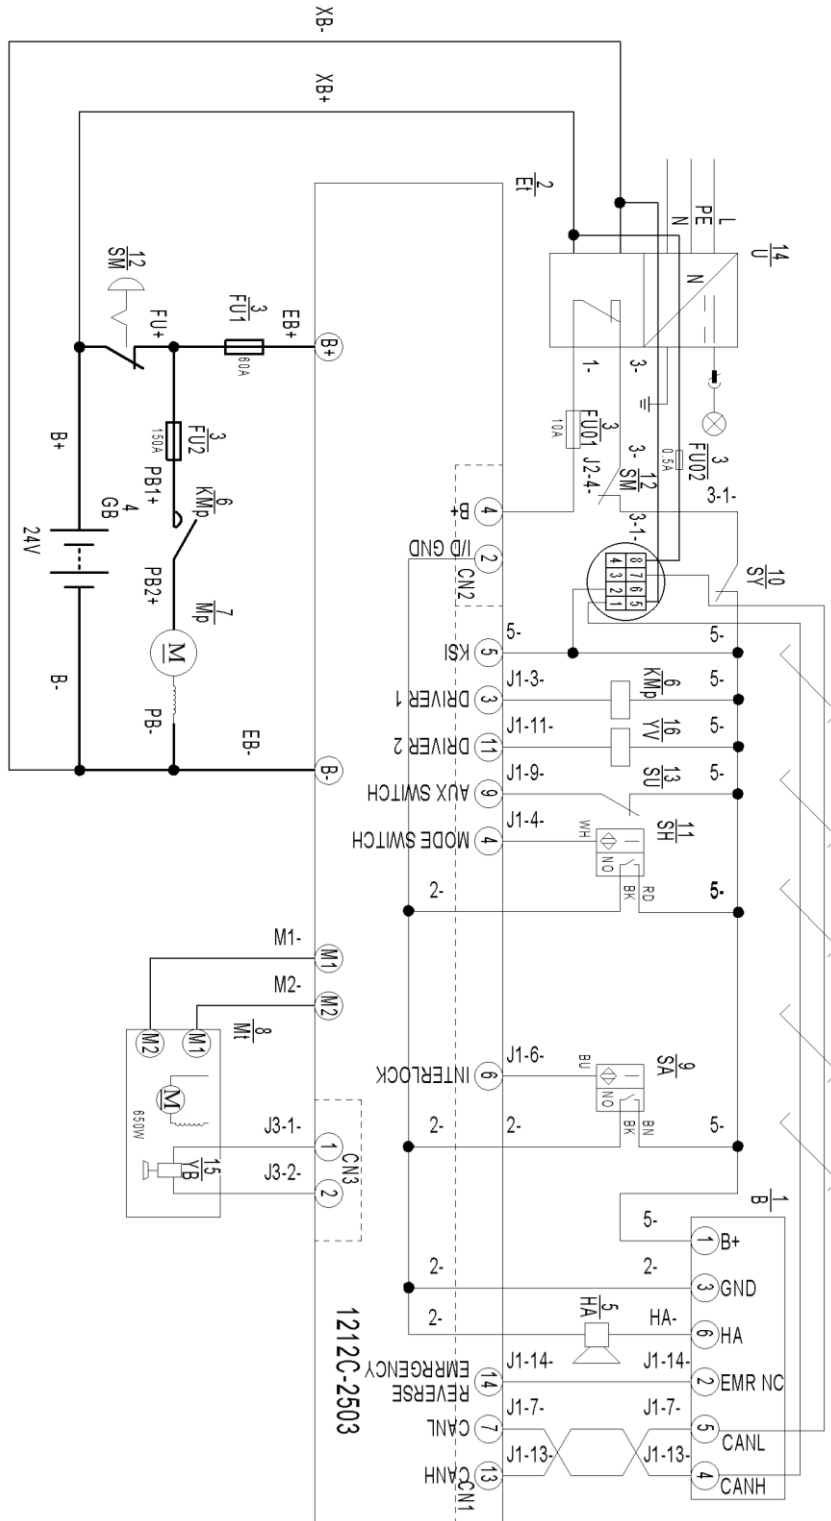 XB-
XB+
2
Et
L
PE
N
14
U
N
12
SM
FU+
3
FU1
60A
EB+
B+
1-
3-
3
FU01
10A
3
FU02
0.5A
B+
3
FU2
150A
PB1+
6
KMp
4
GB
24V
PB2+
7
Mp
M
PB-
B-
EB-
B-
J2-4-
3-
12
SM
3-1-
3-1-
4
B+
2
I/D GND
CN2
4
3
2
1
8
7
6
5
10
SY
5-
5-
5
KSI
J1-3-
6
KMp
5-
3
DRIVER 1
J1-11-
16
YV
5-
11
DRIVER 2
J1-9-
13
SU
5-
9
AUX SWITCH
J1-4-
11
SH
4
MODE SWITCH
WH
NO
BK
RD
2-
5-
M1-
M1
M2-
M2
M2
M1
8
Mt
M
650W
J1-6-
9
SA
6
INTERLOCK
BU
NO
BK
BN
2-
2-
5-
J3-1-
1
CN3
J3-2-
2
15
YB
1
B
5-
1
B+
2-
2-
3
GND
2-
5
HA
HA-
6
HA
1212C-2503
J1-14-
J1-14-
14
EMRRGENCY
REVERSE
2
EMR NC
J1-7-
J1-7-
7
CANL
5
CANL
J1-13-
J1-13-
13
CANH
4
CANH
CN1